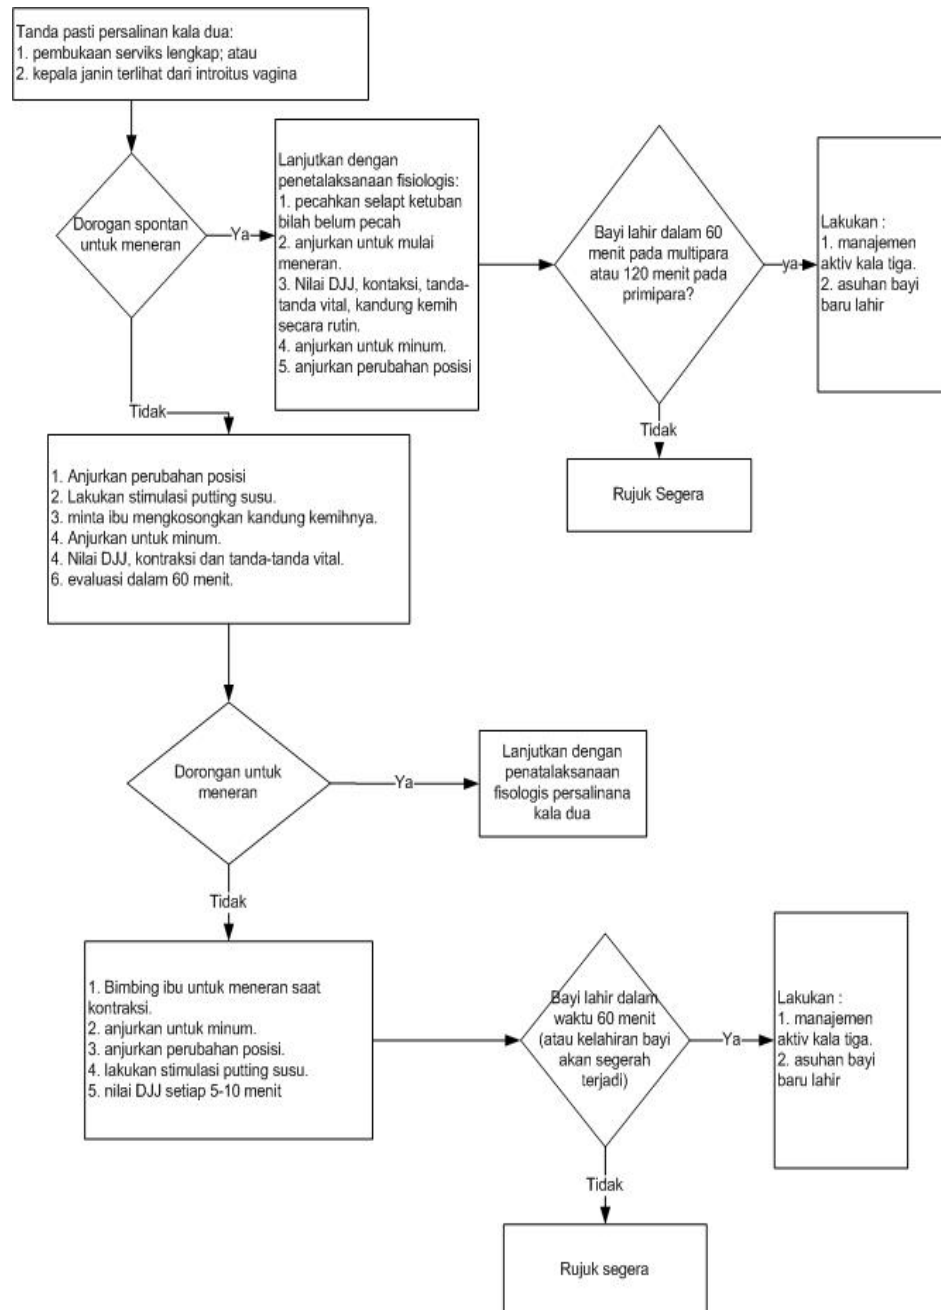 Tanda pasti persalinan kala dua:
1. pembukaan serviks lengkap; atau
2. kepala janin terlihat dari introitus vagina
Dorogan spontan
untuk meneran
Ya
Lanjutkan dengan
penetalaksanaan fisiologis:
1. pecahkan selapt ketuban
bilah belum pecah
2. anjurkan untuk mulai
meneran.
3. Nilai DJJ, kontaksi, tanda-
tanda vital, kandung kemih
secara rutin.
4. anjurkan untuk minum.
5. anjurkan perubahan posisi
Bayi lahir dalam 60
menit pada multipara
atau 120 menit pada
primipara?
ya
Lakukan :
1. manajemen
aktiv kala tiga.
2. asuhan bayi
baru lahir
Tidak
Rujuk Segera
Tidak
1. Anjurkan perubahan posisi
2. Lakukan stimulasi putting susu.
3. minta ibu mengkosongkan kandung kemihnya.
4. Anjurkan untuk minum.
4. Nilai DJJ, kontraksi dan tanda-tanda vital.
6. evaluasi dalam 60 menit.
Dorongan untuk
meneran
Ya
Lanjutkan dengan
penatalaksanaan
fisologis persalinana
kala dua
Tidak
1. Bimbing ibu untuk meneran saat
kontraksi.
2. anjurkan untuk minum.
3. anjurkan perubahan posisi.
4. lakukan stimulasi putting susu.
5. nilai DJJ setiap 5-10 menit
Bayi lahir dalam
waktu 60 menit
(atau kelahiran bayi
akan segerah
terjadi)
Ya
Lakukan :
1. manajemen
aktiv kala tiga.
2. asuhan bayi
baru lahir
Tidak
Rujuk segera